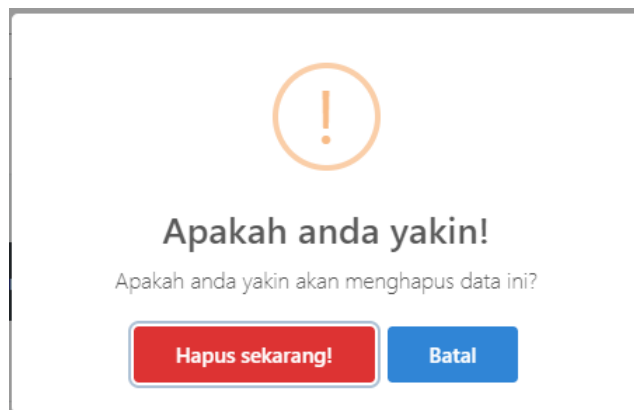 Apakah anda yakin!
Apakah anda yakin akan menghapus data ini?
Hapus sekarang!
Batal